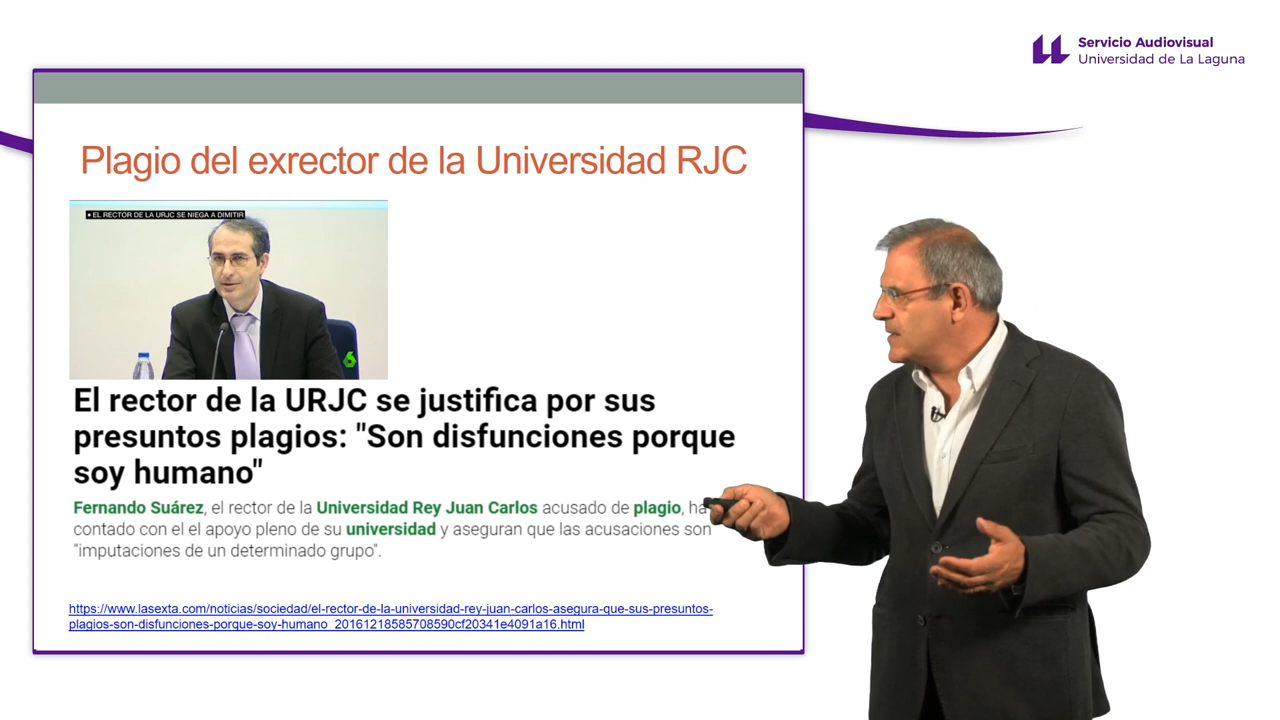 Servicio Audiovisual
Universidad de La Laguna
Plagio del exrector de la Universidad RJC
• EL RECTOR DE LA URJC SE NIEGA A DIMITIR
El rector de la URJC se justifica por sus
presuntos plagios: "Son disfunciones porque
soy humano"
Fernando Suárez, el rector de la Universidad Rey Juan Carlos acusado de plagio, ha
contado con el el apoyo pleno de su universidad y aseguran que las acusaciones son
"imputaciones de un determinado grupo".
https://www.lasexta.com/noticias/sociedad/el-rector-de-la-universidad-rey-juan-carlos-asegura-que-sus-presuntos-
plagios-son-disfunciones-porque-soy-humano_20161218585708590cf20341e4091a16.html